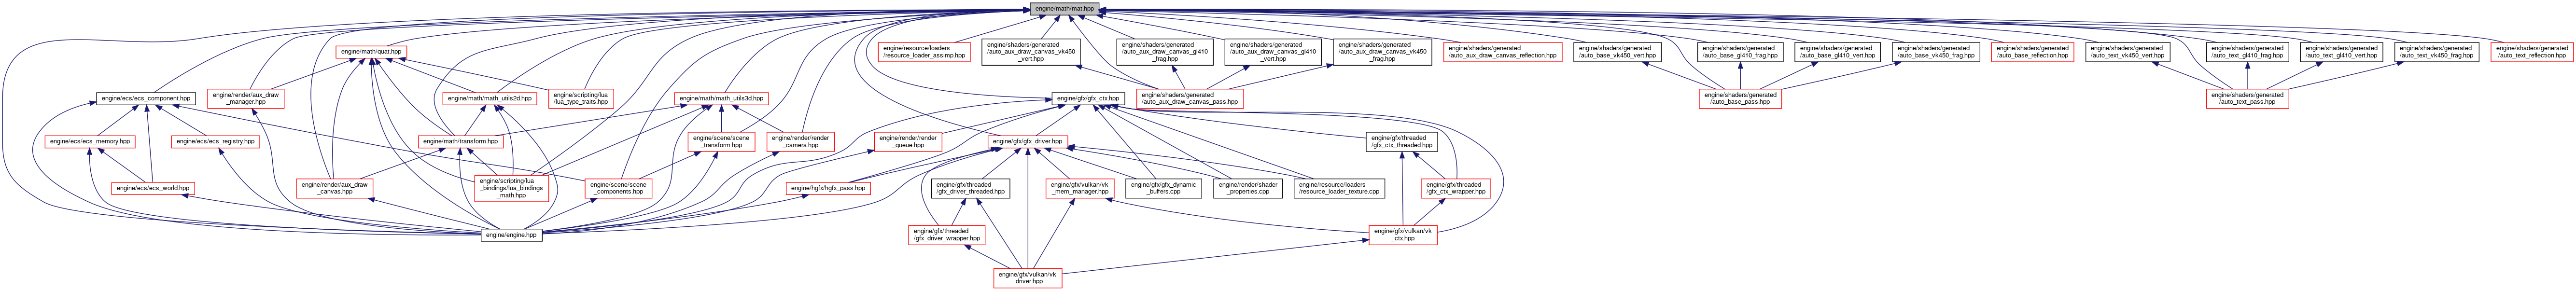 engine/math/mat.hpp
engine/math/quat.hpp
engine/resource/loaders
/resource_loader_assimp.hpp
engine/shaders/generated
/auto_aux_draw_canvas_vk450
_vert.hpp
engine/shaders/generated
/auto_aux_draw_canvas_gl410
_frag.hpp
engine/shaders/generated
/auto_aux_draw_canvas_gl410
_vert.hpp
engine/shaders/generated
/auto_aux_draw_canvas_vk450
_frag.hpp
engine/shaders/generated
/auto_aux_draw_canvas_reflection.hpp
engine/shaders/generated
/auto_base_vk450_vert.hpp
engine/shaders/generated
/auto_base_gl410_frag.hpp
engine/shaders/generated
/auto_base_gl410_vert.hpp
engine/shaders/generated
/auto_base_vk450_frag.hpp
engine/shaders/generated
/auto_base_reflection.hpp
engine/shaders/generated
/auto_text_vk450_vert.hpp
engine/shaders/generated
/auto_text_gl410_frag.hpp
engine/shaders/generated
/auto_text_gl410_vert.hpp
engine/shaders/generated
/auto_text_vk450_frag.hpp
engine/shaders/generated
/auto_text_reflection.hpp
engine/ecs/ecs_component.hpp
engine/render/aux_draw
_manager.hpp
engine/math/math_utils2d.hpp
engine/scripting/lua
/lua_type_traits.hpp
engine/math/math_utils3d.hpp
engine/gfx/gfx_ctx.hpp
engine/shaders/generated
/auto_aux_draw_canvas_pass.hpp
engine/shaders/generated
/auto_base_pass.hpp
engine/shaders/generated
/auto_text_pass.hpp
engine/ecs/ecs_memory.hpp
engine/ecs/ecs_registry.hpp
engine/math/transform.hpp
engine/scene/scene
_transform.hpp
engine/render/render
_camera.hpp
engine/render/render
_queue.hpp
engine/gfx/gfx_driver.hpp
engine/gfx/threaded
/gfx_ctx_threaded.hpp
engine/ecs/ecs_world.hpp
engine/render/aux_draw
_canvas.hpp
engine/scripting/lua
_bindings/lua_bindings
_math.hpp
engine/scene/scene
_components.hpp
engine/hgfx/hgfx_pass.hpp
engine/gfx/threaded
/gfx_driver_threaded.hpp
engine/gfx/vulkan/vk
_mem_manager.hpp
engine/gfx/gfx_dynamic
_buffers.cpp
engine/render/shader
_properties.cpp
engine/resource/loaders
/resource_loader_texture.cpp
engine/gfx/threaded
/gfx_ctx_wrapper.hpp
engine/engine.hpp
engine/gfx/threaded
/gfx_driver_wrapper.hpp
engine/gfx/vulkan/vk
_ctx.hpp
engine/gfx/vulkan/vk
_driver.hpp